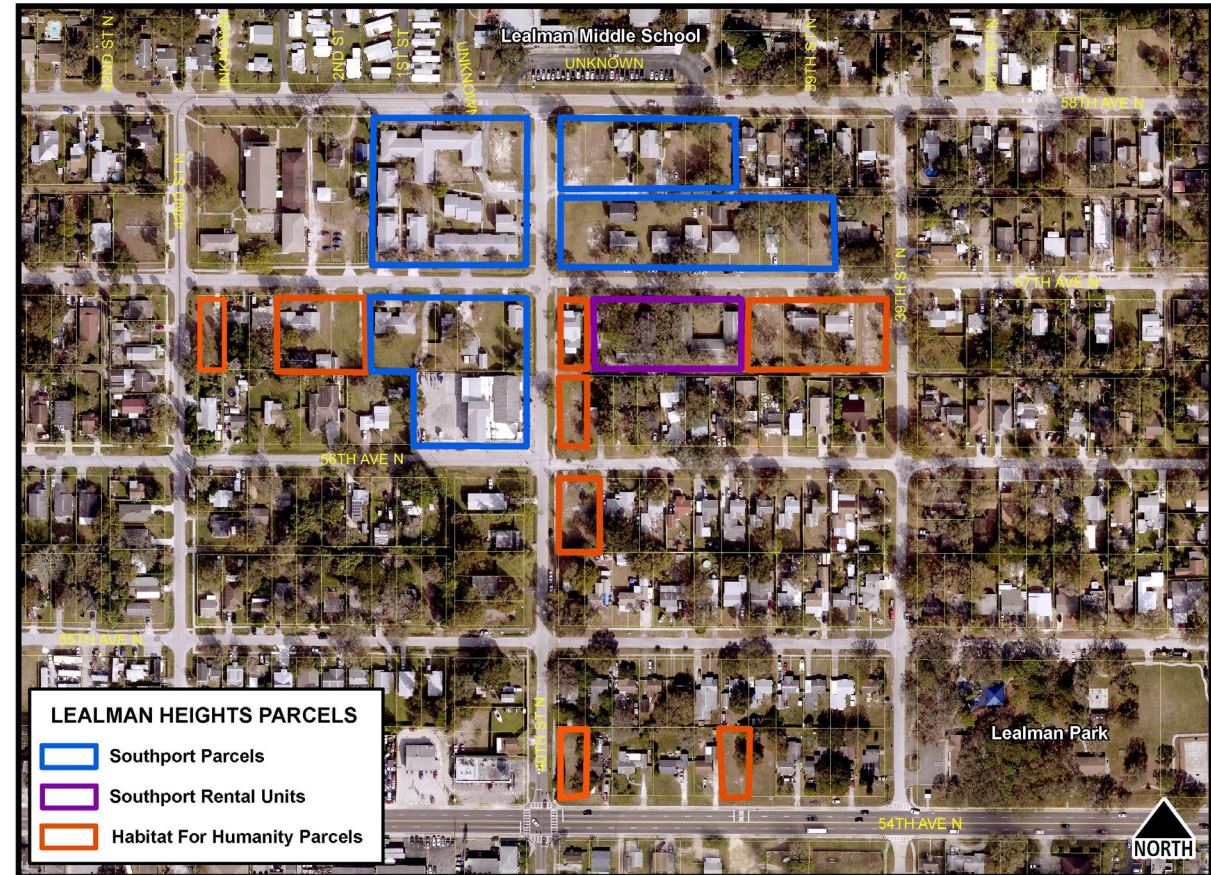 42ND ST N
UNKNOWN
2ND ST
1ST ST
UNKNOWN
Lealman Middle School
UNKNOWN
39TH ST N
58TH AVE N
42ND ST N
39TH ST N
57TH AVE N
56TH AVE N
55TH AVE N
40TH ST N
Lealman Park
54TH AVE N
LEALMAN HEIGHTS PARCELS
Southport Parcels
Southport Rental Units
Habitat For Humanity Parcels
NORTH